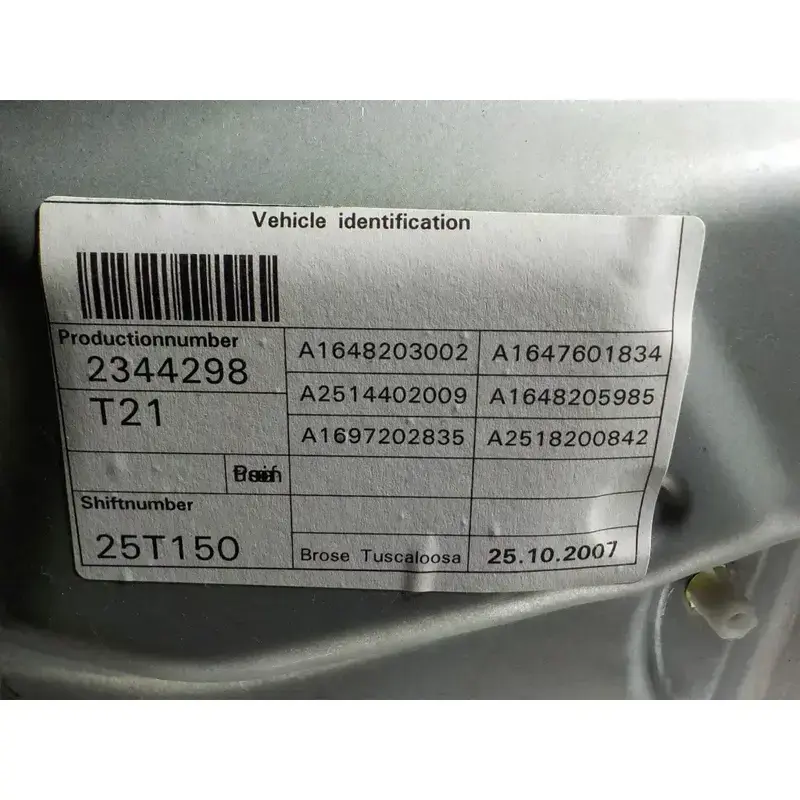 Vehicle identification
Productionnumber
2344298
A1648203002 A1647601834
T21
A2514402009 A1648205985
A1697202835 A2518200842
Shiftnumber
25T150
Brose Tuscaloosa 25.10.2007